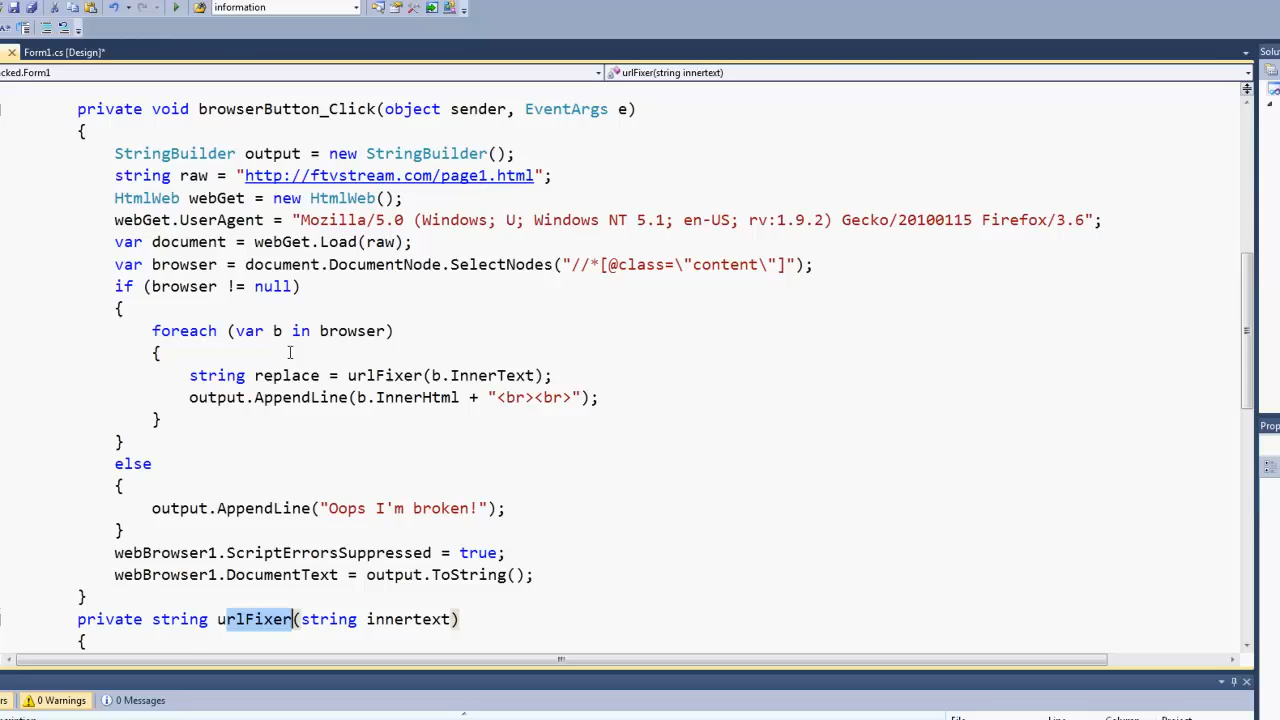 information
Form1.cs [Design]*
Solu
cked.Form1
urlFixer(string innertext)
private void browserButton_Click(object sender, EventArgs e)
{
StringBuilder output = new StringBuilder();
string raw = "http://ftvstream.com/page1.html";
HtmlWeb webGet = new HtmlWeb();
webGet.UserAgent = "Mozilla/5.0 (Windows; U; Windows NT 5.1; en-US; rv:1.9.2) Gecko/20100115 Firefox/3.6";
var document = webGet.Load(raw);
var browser = document.DocumentNode.SelectNodes("//*[@class=\"content\"]");
if (browser != null)
{
foreach (var b in browser)
{
string replace = urlFixer(b.InnerText);
output.AppendLine(b.InnerHtml + "<br><br>");
}
}
else
{
output.AppendLine("Oops I'm broken!");
}
webBrowser1.ScriptErrorsSuppressed = true;
webBrowser1.DocumentText = output.ToString();
}
private string urlFixer(string innertext)
{
Prop
rs
0 Warnings
0 Messages